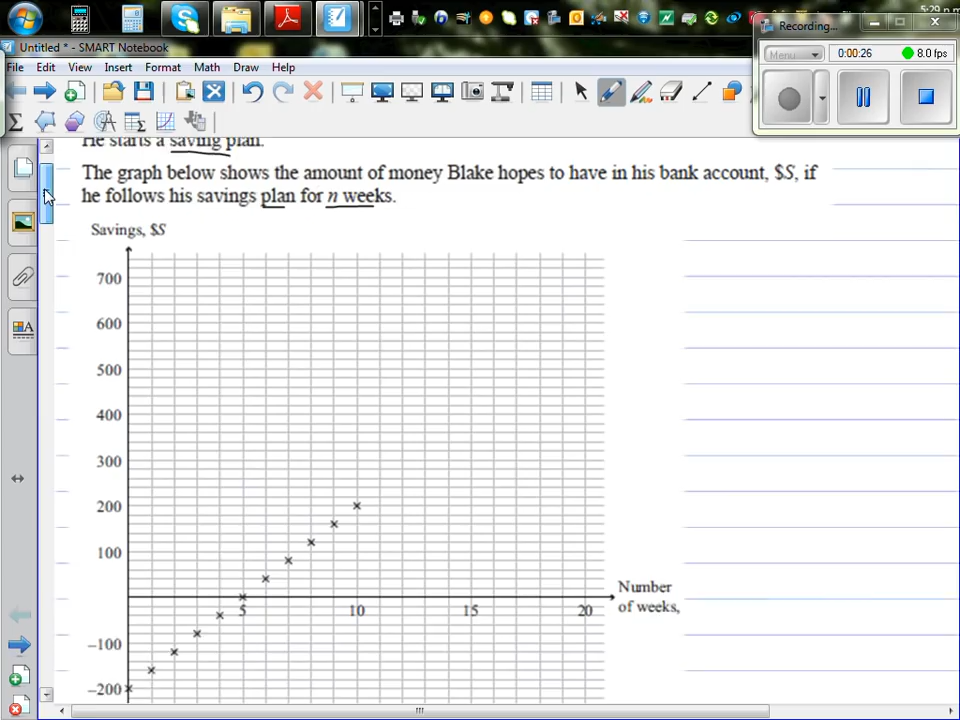 5:29 p.m
Recording...
Untitled * - SMART Notebook
Menu
0:00:26
8.0 fps
File Edit View Insert Format Math Draw Help
He starts a saving plan.
The graph below shows the amount of money Blake hopes to have in his bank account, $S, if
he follows his savings plan for n weeks.
Savings, $S
700
600
500
400
300
200
100
Number
of weeks,
5 10 15 20
–100
–200